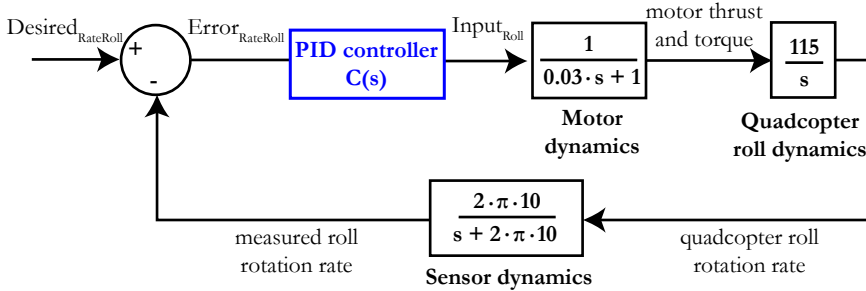 Desired_RateRoll
+
-
Error_RateRoll
PID controller
C(s)
Input_Roll
1
0.03·s + 1
Motor
dynamics
motor thrust
and torque
115
s
Quadcopter
roll dynamics
2·π·10
s + 2·π·10
Sensor dynamics
measured roll
rotation rate
quadcopter roll
rotation rate